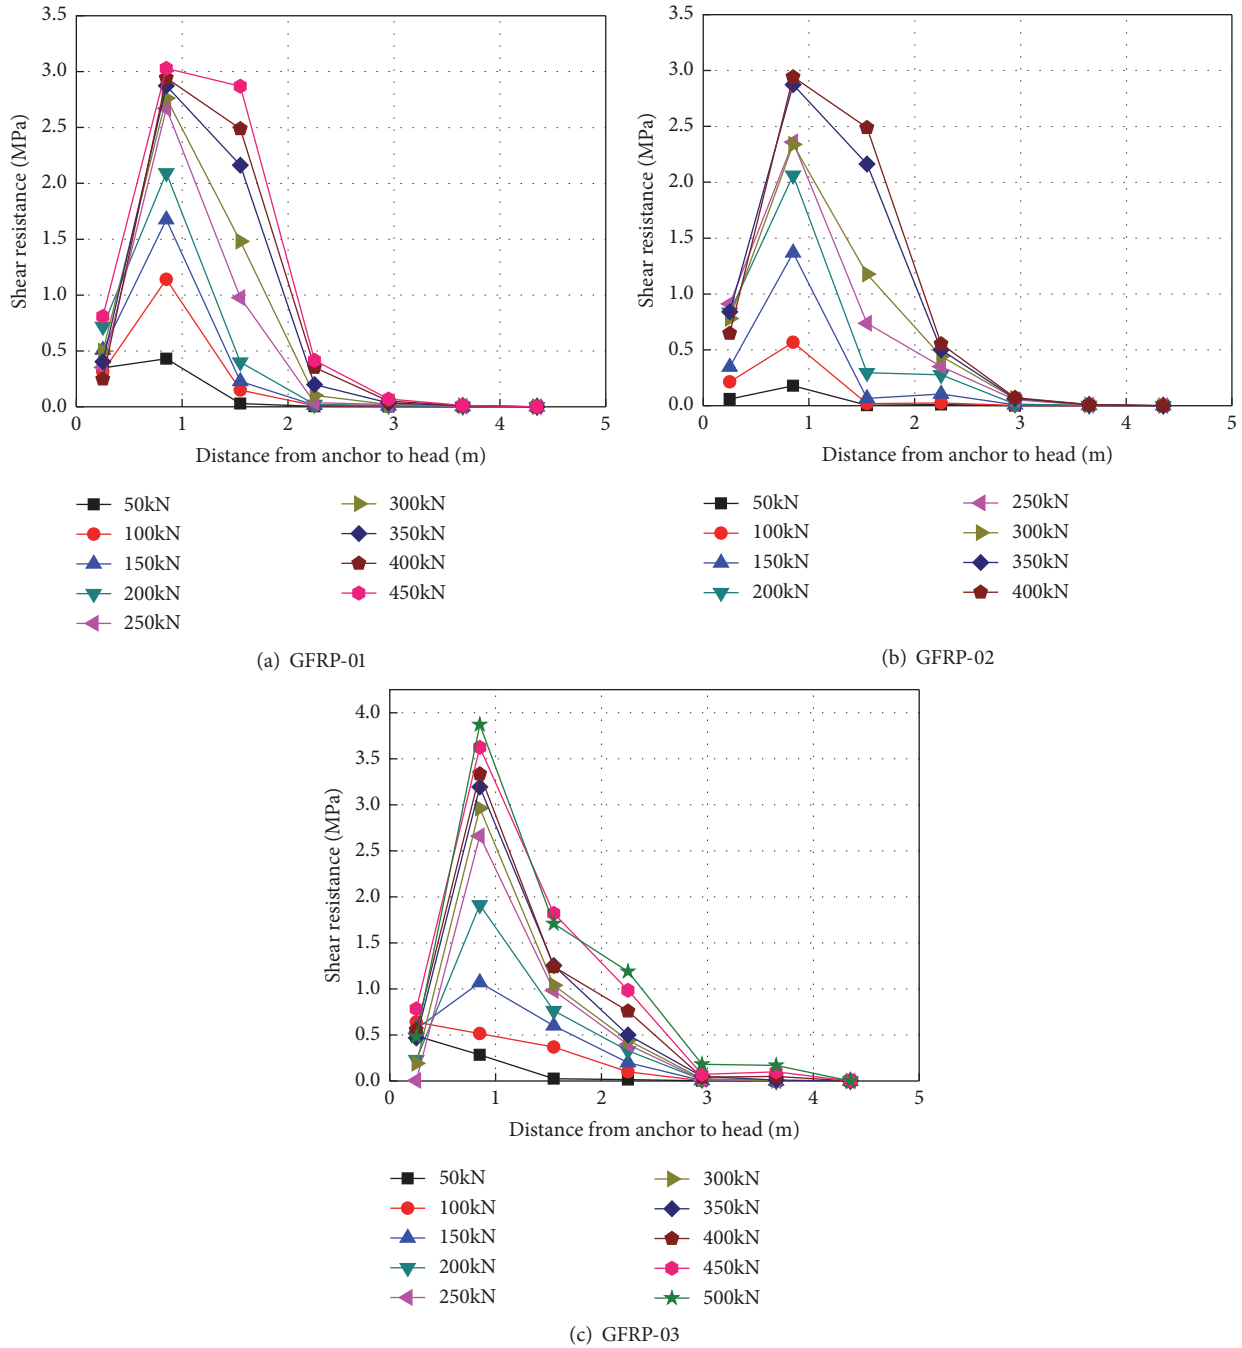 3.5
3.0
2.5
2.0
1.5
1.0
0.5
0.0
Shear resistance (MPa)
0 1 2 3 4 5
Distance from anchor to head (m)
50kN
100kN
150kN
200kN
250kN
300kN
350kN
400kN
450kN
(a) GFRP-01
3.5
3.0
2.5
2.0
1.5
1.0
0.5
0.0
Shear resistance (MPa)
0 1 2 3 4 5
Distance from anchor to head (m)
50kN
100kN
150kN
200kN
250kN
300kN
350kN
400kN
(b) GFRP-02
4.0
3.5
3.0
2.5
2.0
1.5
1.0
0.5
0.0
Shear resistance (MPa)
0 1 2 3 4 5
Distance from anchor to head (m)
50kN
100kN
150kN
200kN
250kN
300kN
350kN
400kN
450kN
500kN
(c) GFRP-03